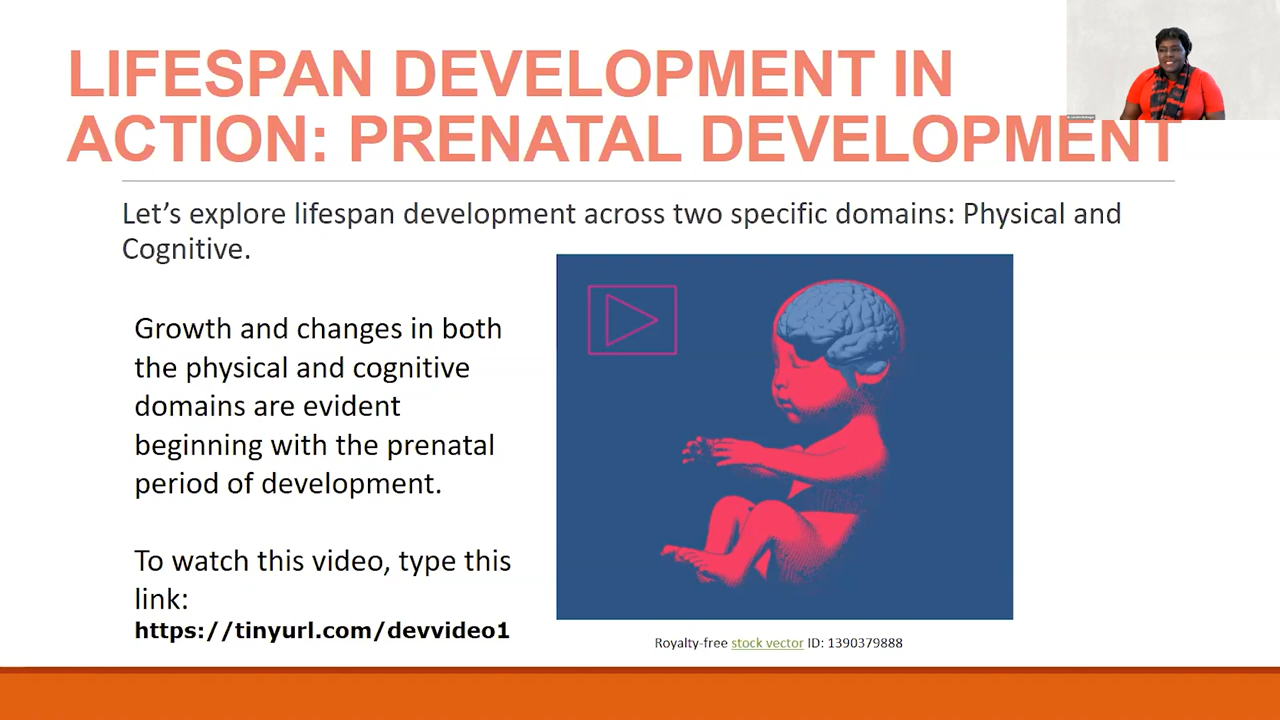 LIFESPAN DEVELOPMENT IN
ACTION: PRENATAL DEVELOPMENT
Let’s explore lifespan development across two specific domains: Physical and
Cognitive.
Growth and changes in both
the physical and cognitive
domains are evident
beginning with the prenatal
period of development.
To watch this video, type this
link:
https://tinyurl.com/devvideo1
Royalty-free stock vector ID: 1390379888